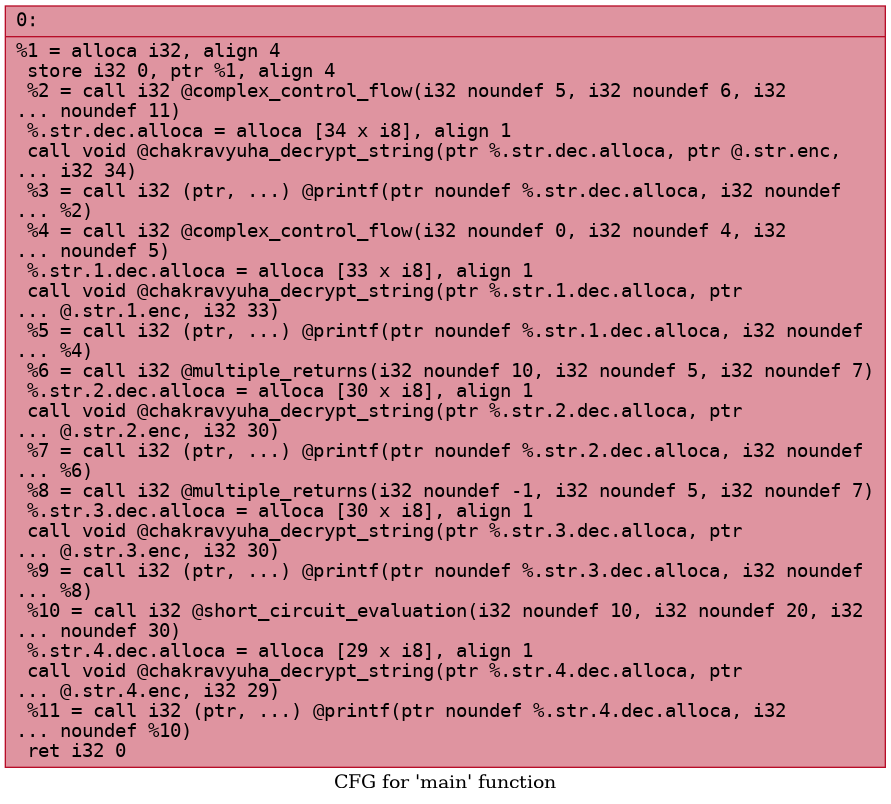 0:
%1 = alloca i32, align 4
store i32 0, ptr %1, align 4
%2 = call i32 @complex_control_flow(i32 noundef 5, i32 noundef 6, i32
... noundef 11)
%.str.dec.alloca = alloca [34 x i8], align 1
call void @chakravyuha_decrypt_string(ptr %.str.dec.alloca, ptr @.str.enc,
... i32 34)
%3 = call i32 (ptr, ...) @printf(ptr noundef %.str.dec.alloca, i32 noundef
... %2)
%4 = call i32 @complex_control_flow(i32 noundef 0, i32 noundef 4, i32
... noundef 5)
%.str.1.dec.alloca = alloca [33 x i8], align 1
call void @chakravyuha_decrypt_string(ptr %.str.1.dec.alloca, ptr
... @.str.1.enc, i32 33)
%5 = call i32 (ptr, ...) @printf(ptr noundef %.str.1.dec.alloca, i32 noundef
... %4)
%6 = call i32 @multiple_returns(i32 noundef 10, i32 noundef 5, i32 noundef 7)
%.str.2.dec.alloca = alloca [30 x i8], align 1
call void @chakravyuha_decrypt_string(ptr %.str.2.dec.alloca, ptr
... @.str.2.enc, i32 30)
%7 = call i32 (ptr, ...) @printf(ptr noundef %.str.2.dec.alloca, i32 noundef
... %6)
%8 = call i32 @multiple_returns(i32 noundef -1, i32 noundef 5, i32 noundef 7)
%.str.3.dec.alloca = alloca [30 x i8], align 1
call void @chakravyuha_decrypt_string(ptr %.str.3.dec.alloca, ptr
... @.str.3.enc, i32 30)
%9 = call i32 (ptr, ...) @printf(ptr noundef %.str.3.dec.alloca, i32 noundef
... %8)
%10 = call i32 @short_circuit_evaluation(i32 noundef 10, i32 noundef 20, i32
... noundef 30)
%.str.4.dec.alloca = alloca [29 x i8], align 1
call void @chakravyuha_decrypt_string(ptr %.str.4.dec.alloca, ptr
... @.str.4.enc, i32 29)
%11 = call i32 (ptr, ...) @printf(ptr noundef %.str.4.dec.alloca, i32
... noundef %10)
ret i32 0
CFG for 'main' function